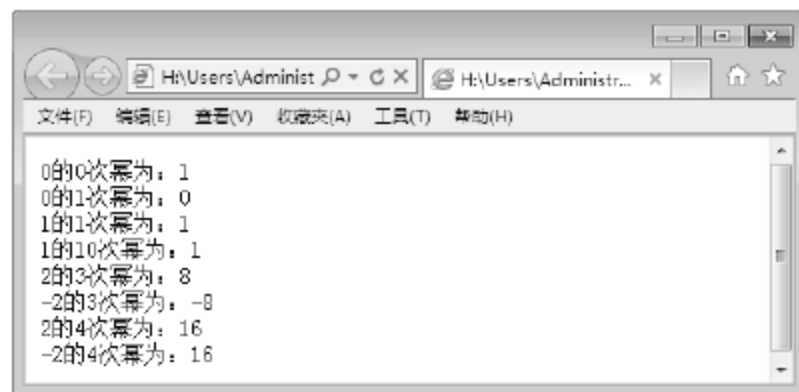 H:\Users\Administ
H:\Users\Administr...
文件(F) 编辑(E) 查看(V) 收藏夹(A) 工具(T) 帮助(H)
0的0次幂为：1
0的1次幂为：0
1的1次幂为：1
1的10次幂为：1
2的3次幂为：8
-2的3次幂为：-8
2的4次幂为：16
-2的4次幂为：16